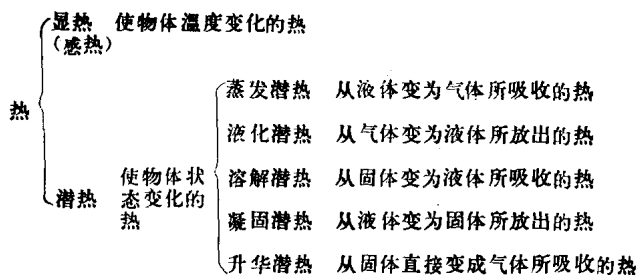 热
显热 使物体温度变化的热
(感热)
潜热 使物体状态变化的热
蒸发潜热 从液体变为气体所吸收的热
液化潜热 从气体变为液体所放出的热
溶解潜热 从固体变为液体所吸收的热
凝固潜热 从液体变为固体所放出的热
升华潜热 从固体直接变成气体所吸收的热